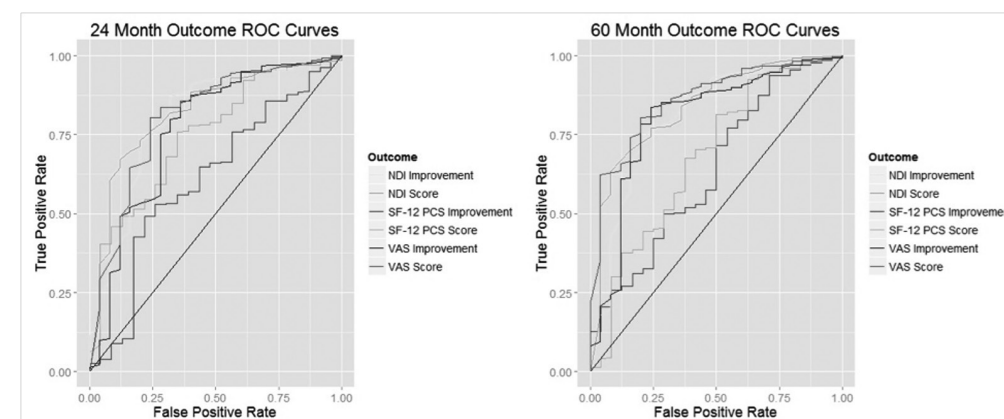 24 Month Outcome ROC Curves
1.00
0.75
0.50
0.25
0.00
True Positive Rate
0.00 0.25 0.50 0.75 1.00
False Positive Rate
Outcome
NDI Improvement
NDI Score
SF-12 PCS Improvement
SF-12 PCS Score
VAS Improvement
VAS Score
60 Month Outcome ROC Curves
1.00
0.75
0.50
0.25
0.00
True Positive Rate
0.00 0.25 0.50 0.75 1.00
False Positive Rate
Outcome
NDI Improvement
NDI Score
SF-12 PCS Improveme
SF-12 PCS Score
VAS Improvement
VAS Score